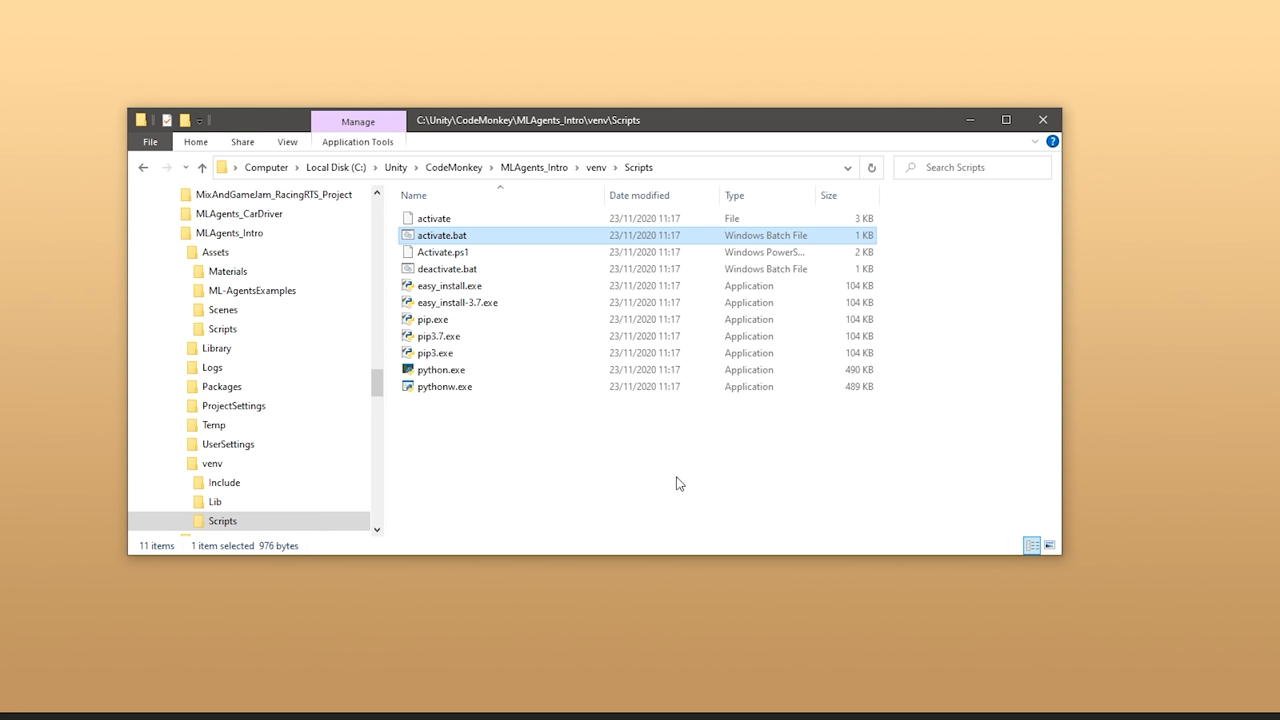 Manage
C:\Unity\CodeMonkey\MLAgents_Intro\venv\Scripts
File Home Share View Application Tools
Computer Local Disk (C:) Unity CodeMonkey MLAgents_Intro venv Scripts
Search Scripts
MixAndGameJam_RacingRTS_Project
MLAgents_CarDriver
MLAgents_Intro
Assets
Materials
ML-AgentsExamples
Scenes
Scripts
Library
Logs
Packages
ProjectSettings
Temp
UserSettings
venv
Include
Lib
Scripts
Name Date modified Type Size
activate 23/11/2020 11:17 File 3 KB
activate.bat 23/11/2020 11:17 Windows Batch File 1 KB
Activate.ps1 23/11/2020 11:17 Windows PowerS... 2 KB
deactivate.bat 23/11/2020 11:17 Windows Batch File 1 KB
easy_install.exe 23/11/2020 11:17 Application 104 KB
easy_install-3.7.exe 23/11/2020 11:17 Application 104 KB
pip.exe 23/11/2020 11:17 Application 104 KB
pip3.7.exe 23/11/2020 11:17 Application 104 KB
pip3.exe 23/11/2020 11:17 Application 104 KB
python.exe 23/11/2020 11:17 Application 490 KB
pythonw.exe 23/11/2020 11:17 Application 489 KB
11 items 1 item selected 976 bytes